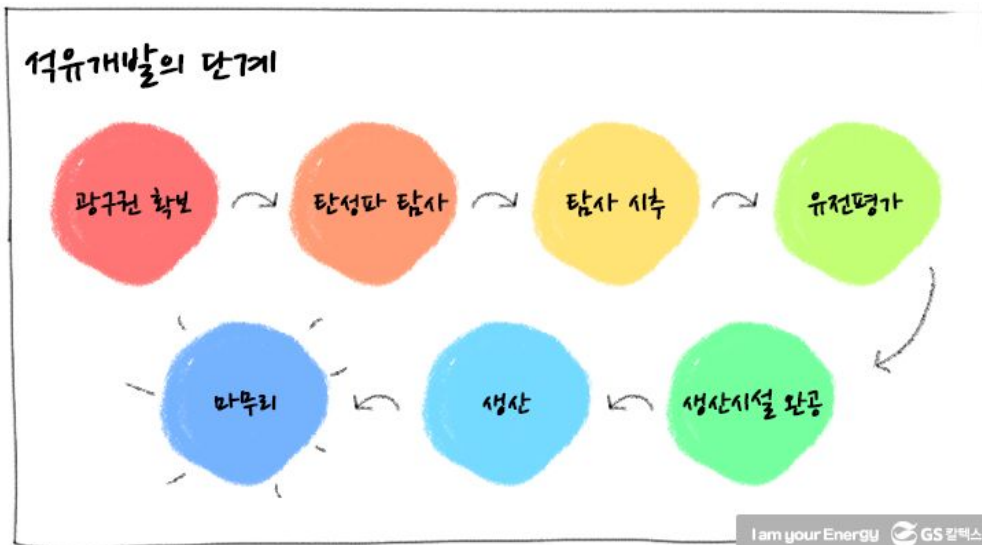 석유개발의 단계
광구권 확보
탄성파 탐사
탐사 시추
유전평가
생산시설 완공
생산
마무리
I am your Energy GS 칼텍스